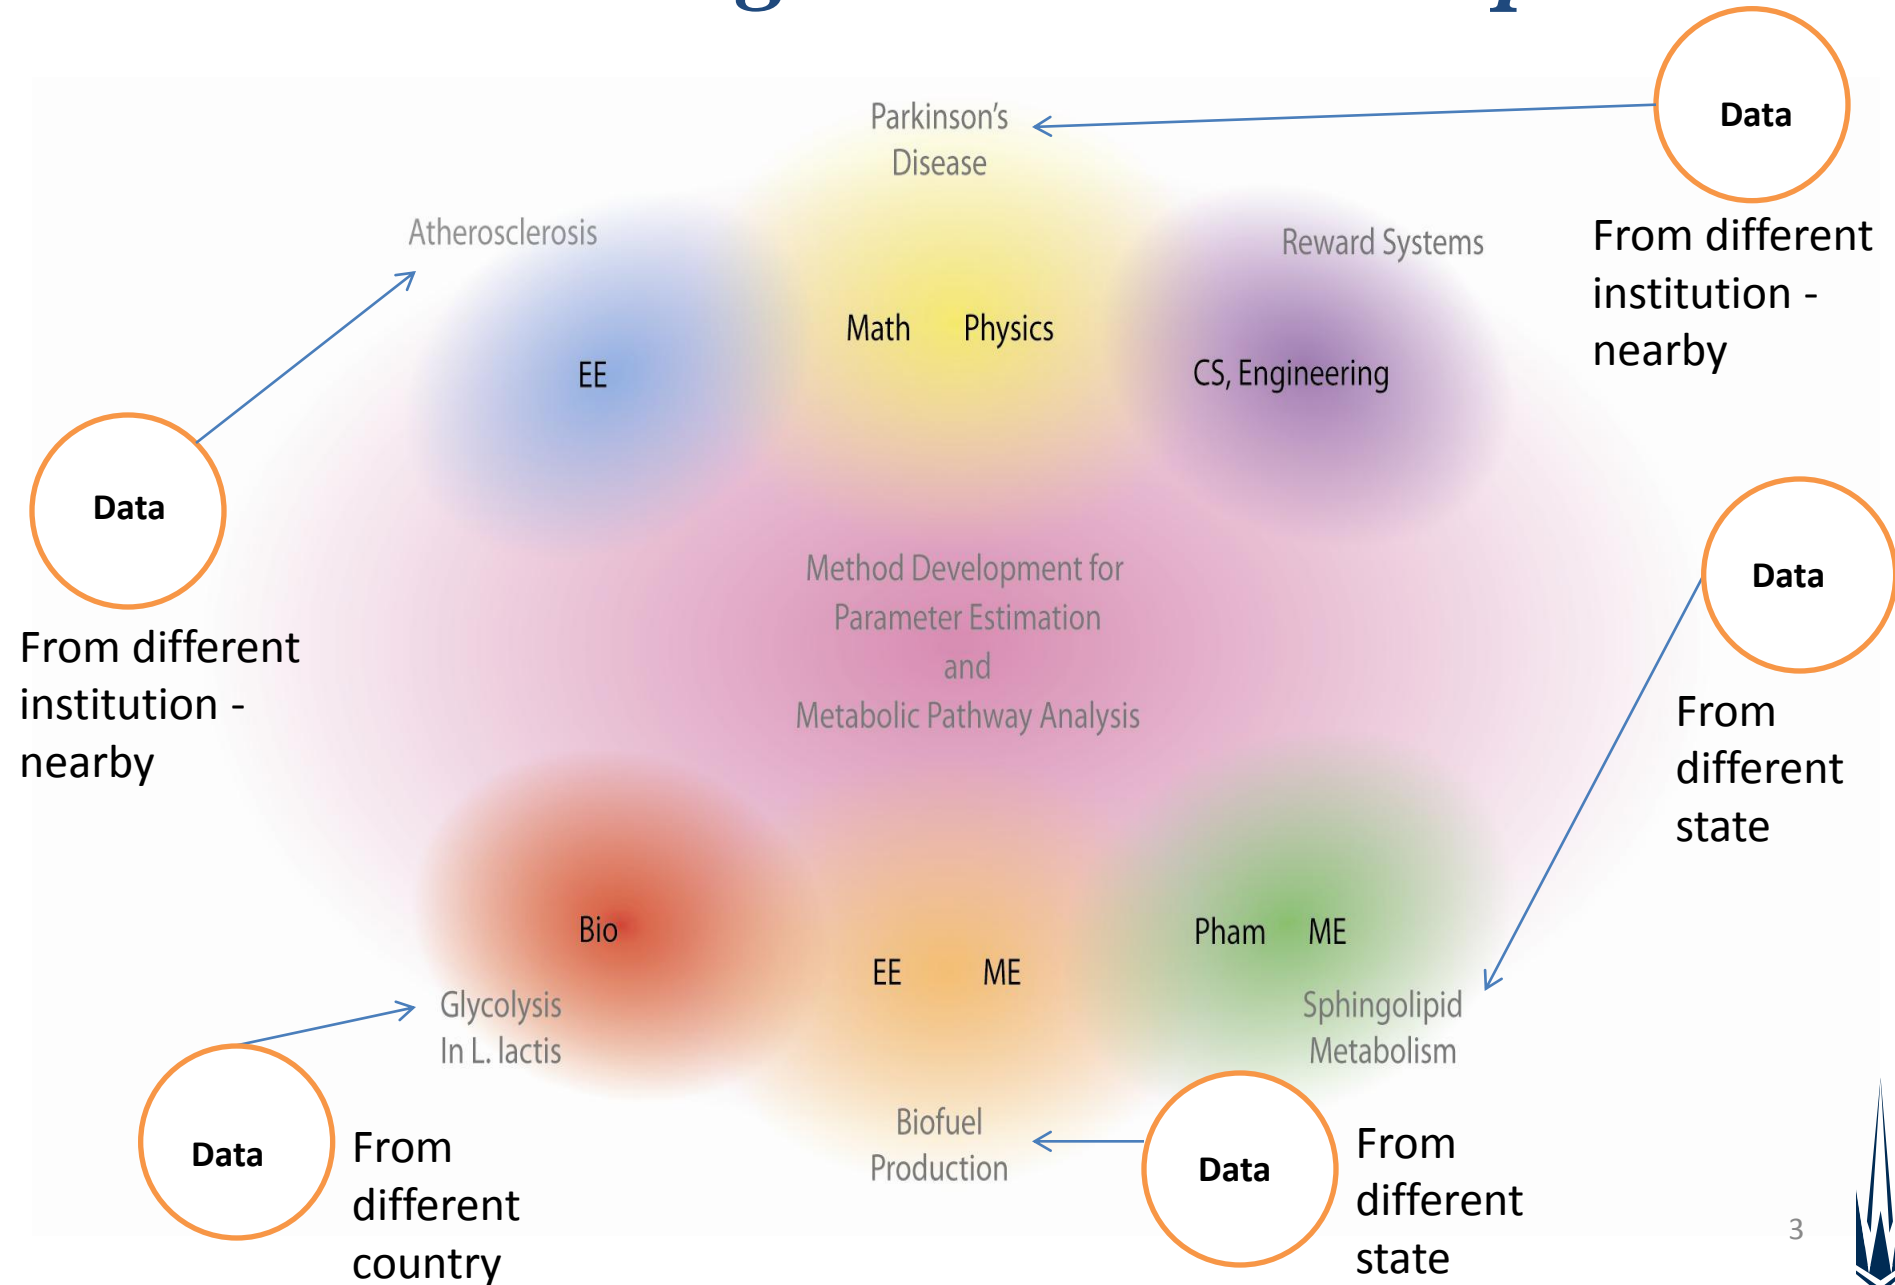 Data
Parkinson's
Disease
From different
institution -
nearby
Atherosclerosis
Reward Systems
Math Physics
EE
CS, Engineering
Data
From different
institution -
nearby
Method Development for
Parameter Estimation
and
Metabolic Pathway Analysis
Data
From
different
state
Bio
EE ME
Pham ME
Glycolysis
In L. lactis
Sphingolipid
Metabolism
Biofuel
Production
Data
From
different
country
Data
From
different
state
3